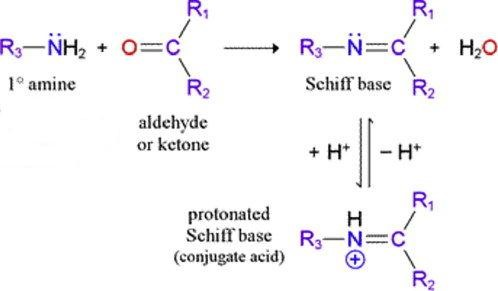 R₁ R₁
R₃—N̈H₂ + O=C R₃—N̈=C + H₂O
1° amine R₂ Schiff base R₂
aldehyde
or ketone
+ H⁺ − H⁺
protonated H R₁
Schiff base R₃—N=C
(conjugate acid) ⊕ R₂